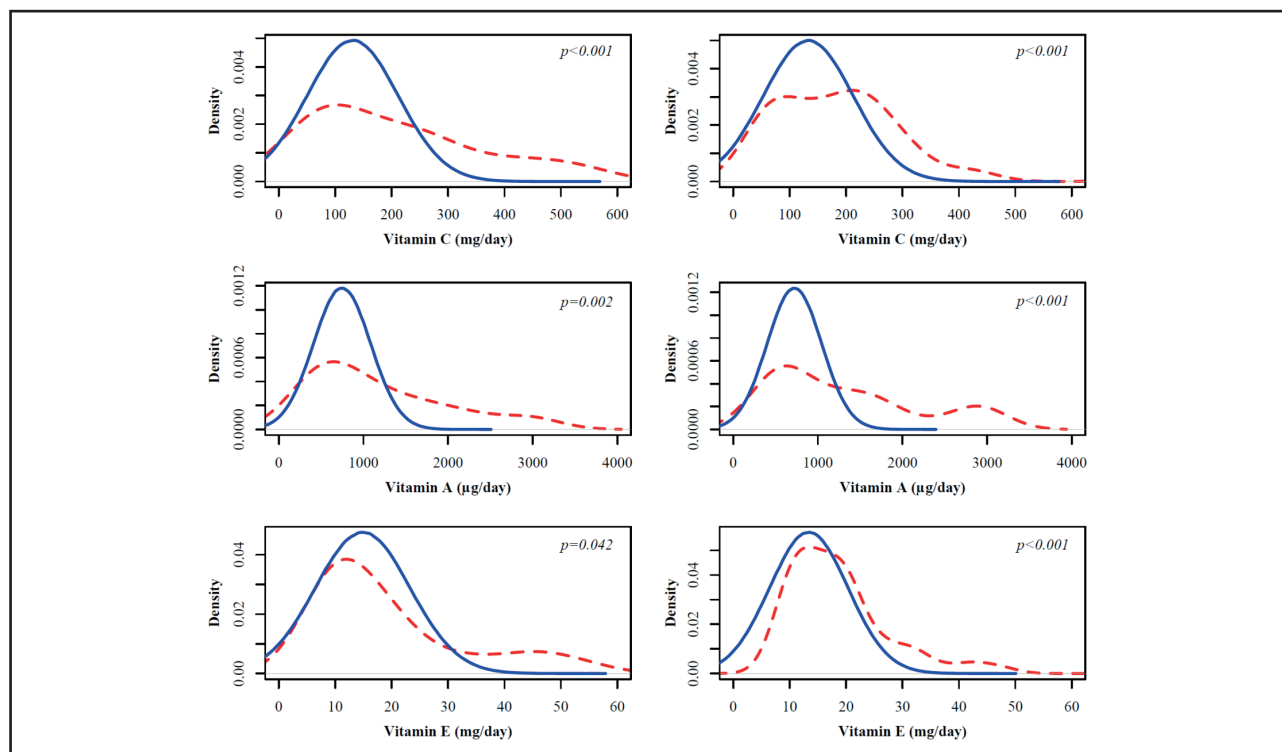 p<0.001
Density
0.000 0.002 0.004
0 100 200 300 400 500 600
Vitamin C (mg/day)
p<0.001
Density
0.000 0.002 0.004
0 100 200 300 400 500 600
Vitamin C (mg/day)
p=0.002
Density
0.0000 0.0006 0.0012
0 1000 2000 3000 4000
Vitamin A (µg/day)
p<0.001
Density
0.0000 0.0006 0.0012
0 1000 2000 3000 4000
Vitamin A (µg/day)
p=0.042
Density
0.00 0.02 0.04
0 10 20 30 40 50 60
Vitamin E (mg/day)
p<0.001
Density
0.00 0.02 0.04
0 10 20 30 40 50 60
Vitamin E (mg/day)